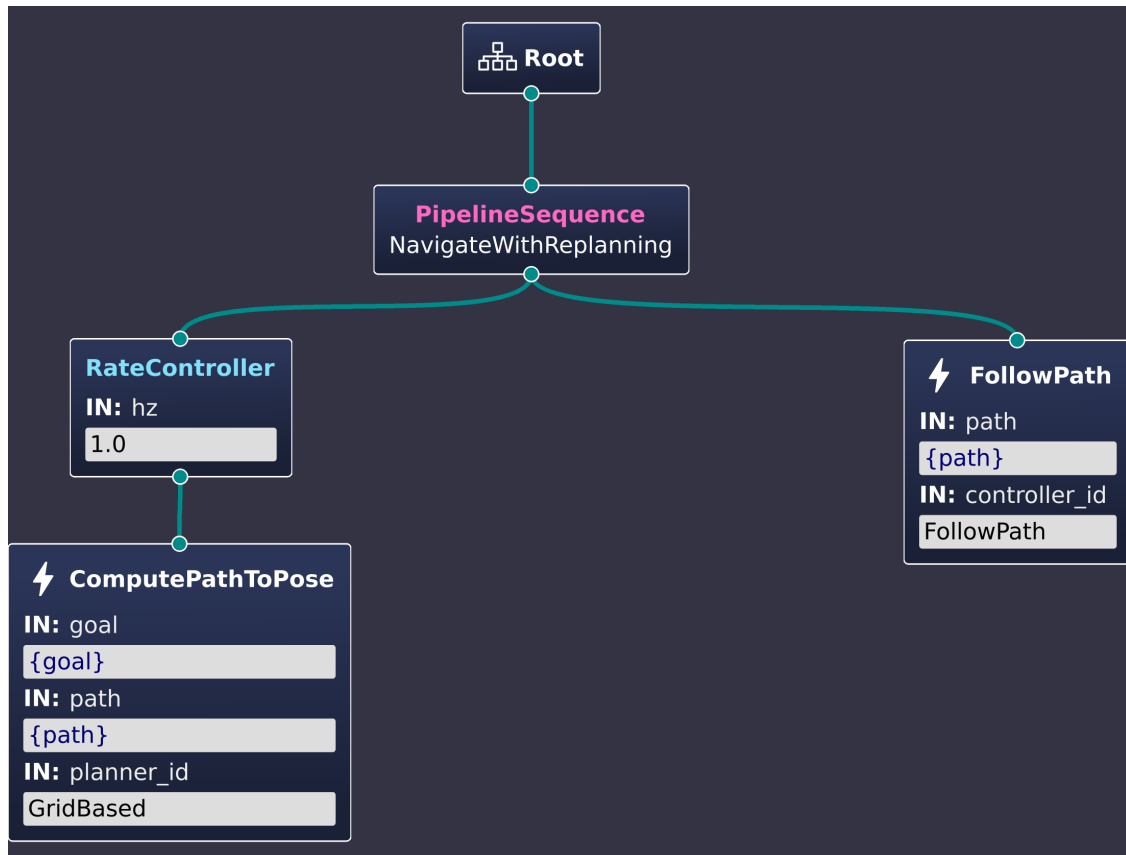 Root
PipelineSequence
NavigateWithReplanning
RateController
IN: hz
1.0
ComputePathToPose
IN: goal
{goal}
IN: path
{path}
IN: planner_id
GridBased
FollowPath
IN: path
{path}
IN: controller_id
FollowPath